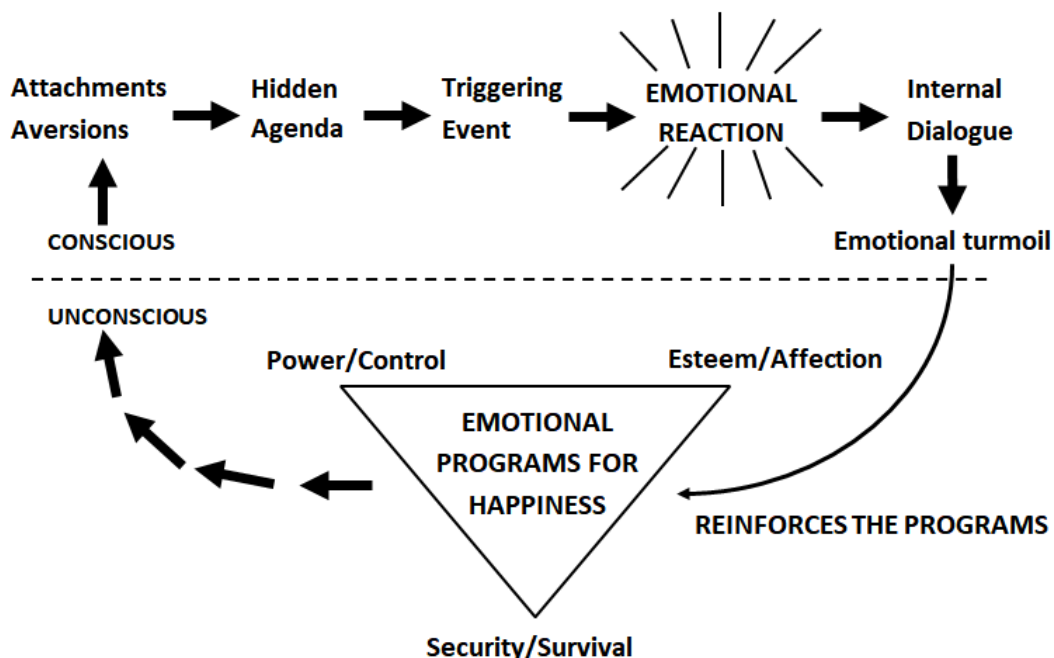 Attachments
Aversions
Hidden
Agenda
Triggering
Event
EMOTIONAL
REACTION
Internal
Dialogue
CONSCIOUS
Emotional turmoil
UNCONSCIOUS
Power/Control
Esteem/Affection
EMOTIONAL
PROGRAMS FOR
HAPPINESS
REINFORCES THE PROGRAMS
Security/Survival